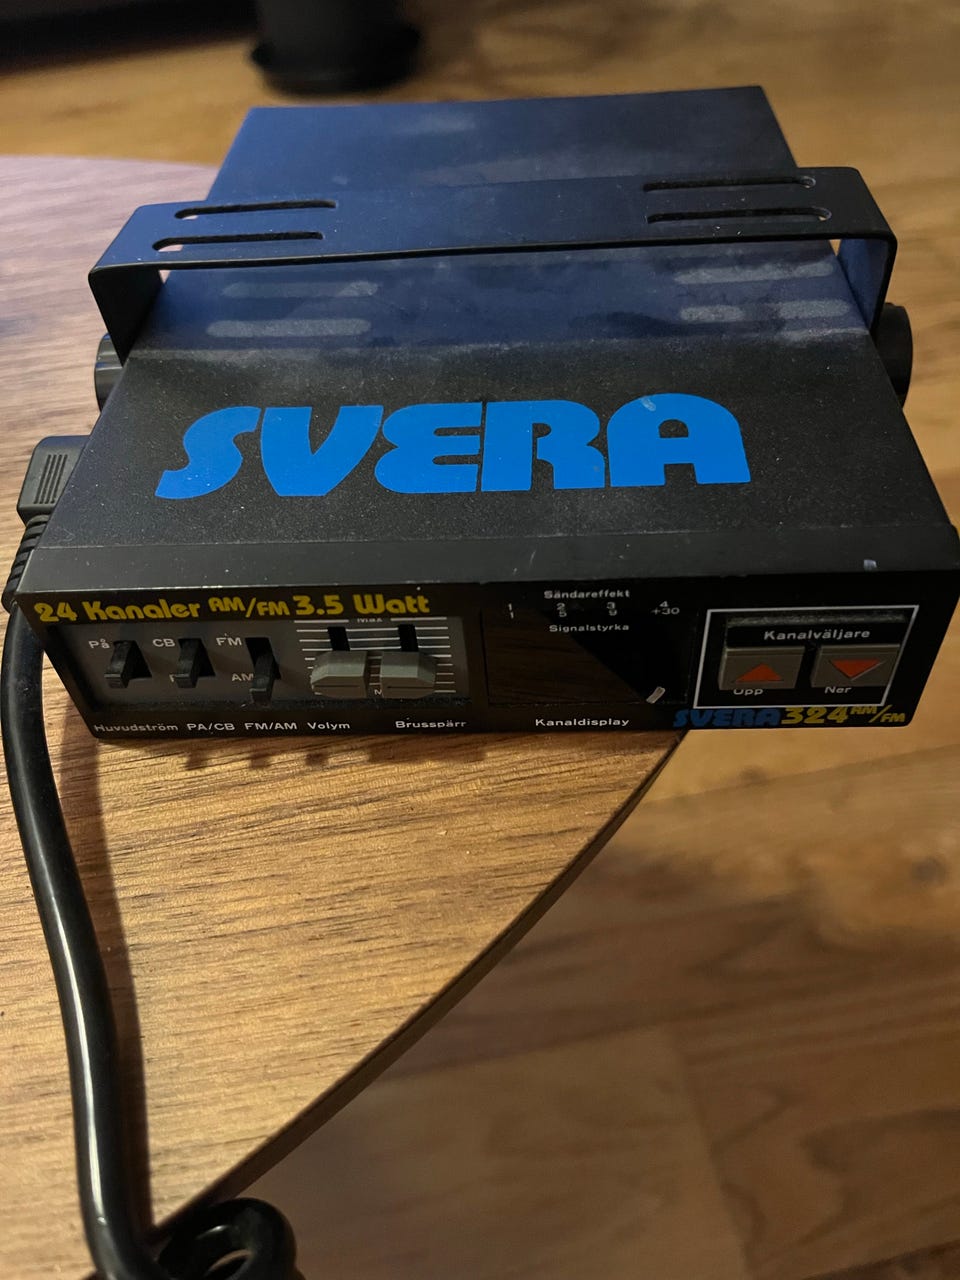 SVERA
24 Kanaler AM/FM 3.5 Watt
Sändareffekt
1 2 3 4
1 5 9 +30
Signalstyrka
Kanalväljare
Upp Ner
På CB FM
AM
Max
Huvudström PA/CB FM/AM Volym Brusspärr Kanaldisplay
SVERA 324 AM/FM